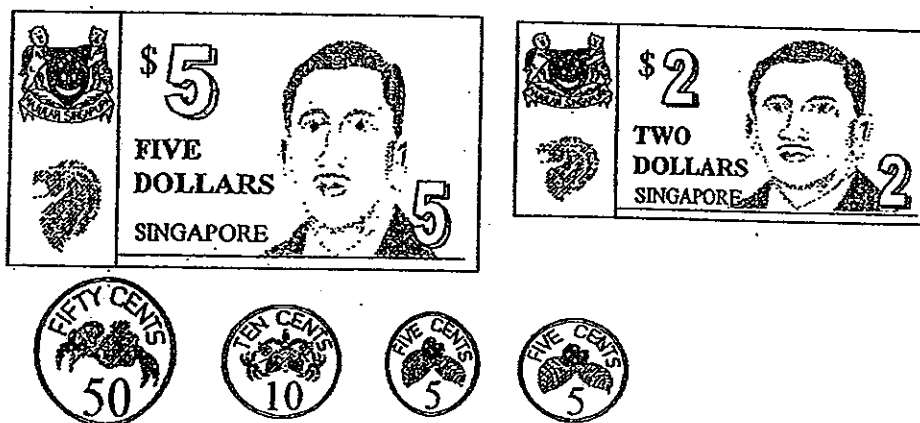 $5
FIVE
DOLLARS
SINGAPORE
5
$2
TWO
DOLLARS
SINGAPORE
2
FIFTY CENTS
50
TEN CENTS
10
FIVE CENTS
5
FIVE CENTS
5